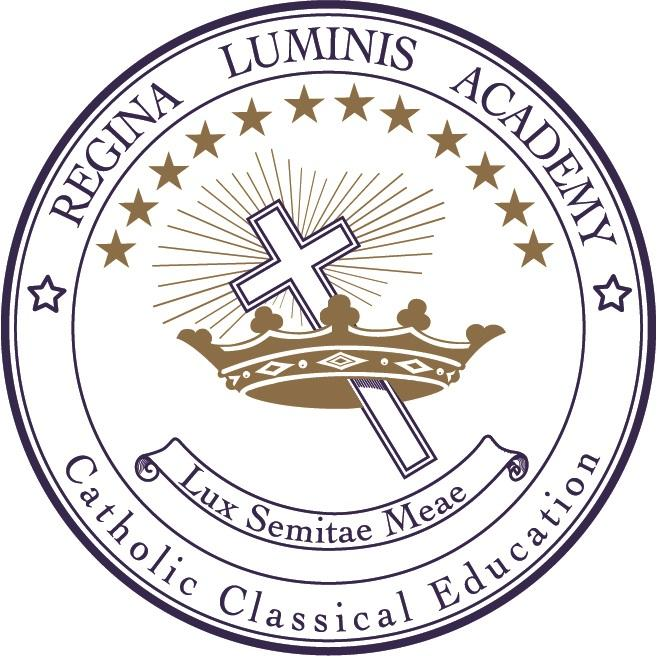 REGINA LUMINIS ACADEMY
Lux Semitae Meae
Catholic Classical Education